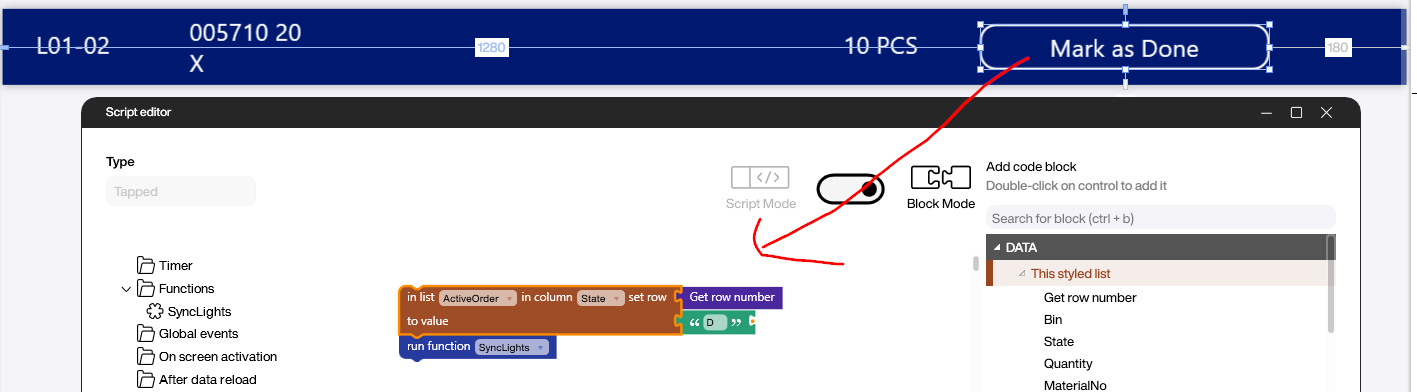 L01-02
005710 20
X
1280
10 PCS
Mark as Done
180
Script editor
Type
Tapped
Script Mode
Block Mode
Add code block
Double-click on control to add it
Search for block (ctrl + b)
DATA
This styled list
Get row number
Bin
State
Quantity
MaterialNo
Timer
Functions
SyncLights
Global events
On screen activation
After data reload
in list ActiveOrder in column State set row Get row number
to value “ D ”
run function SyncLights